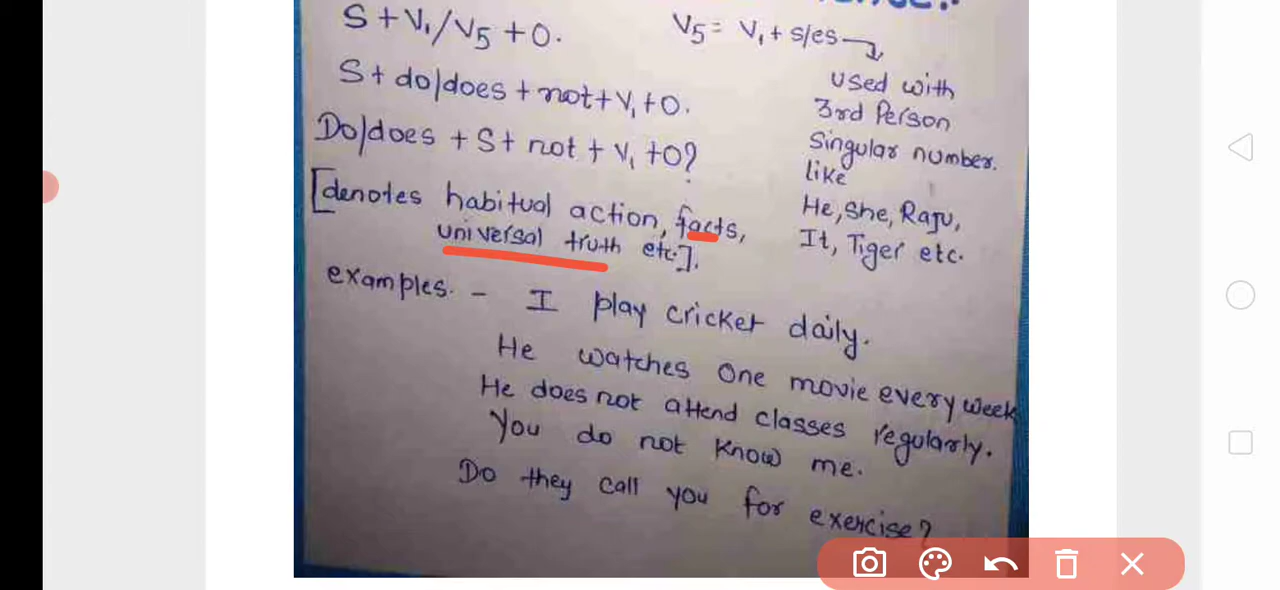 S + V₁/V5 + O.
V5 = V₁ + s/es
S + do/does + not + V₁ + O.
Do/does + S + not + V₁ + O?
used with
3rd Person
Singular number.
like
He, She, Raju,
It, Tiger etc.
[denotes habitual action, facts,
universal truth etc].
examples. - I play cricket daily.
He watches One movie every week
He does not attend classes regularly.
You do not know me.
Do they call you for exercise?